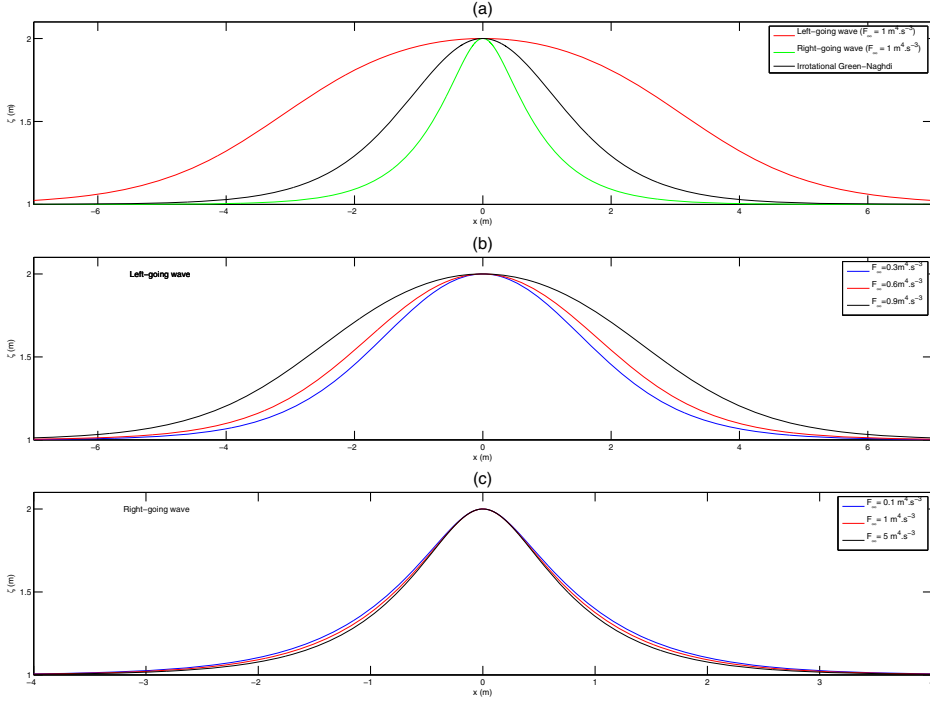 (a)
Left-going wave (F_∞ = 1 m⁴.s⁻³)
Right-going wave (F_∞ = 1 m⁴.s⁻³)
Irrotational Green-Naghdi
ζ (m)
2
1.5
1
-6 -4 -2 0 2 4 6
x (m)
(b)
Left-going wave
F_∞=0.3m⁴.s⁻³
F_∞=0.6m⁴.s⁻³
F_∞=0.9m⁴.s⁻³
ζ (m)
2
1.5
1
-6 -4 -2 0 2 4 6
x (m)
(c)
Right-going wave
F_∞= 0.1 m⁴.s⁻³
F_∞= 1 m⁴.s⁻³
F_∞= 5 m⁴.s⁻³
ζ (m)
2
1.5
1
-4 -3 -2 -1 0 1 2 3
x (m)